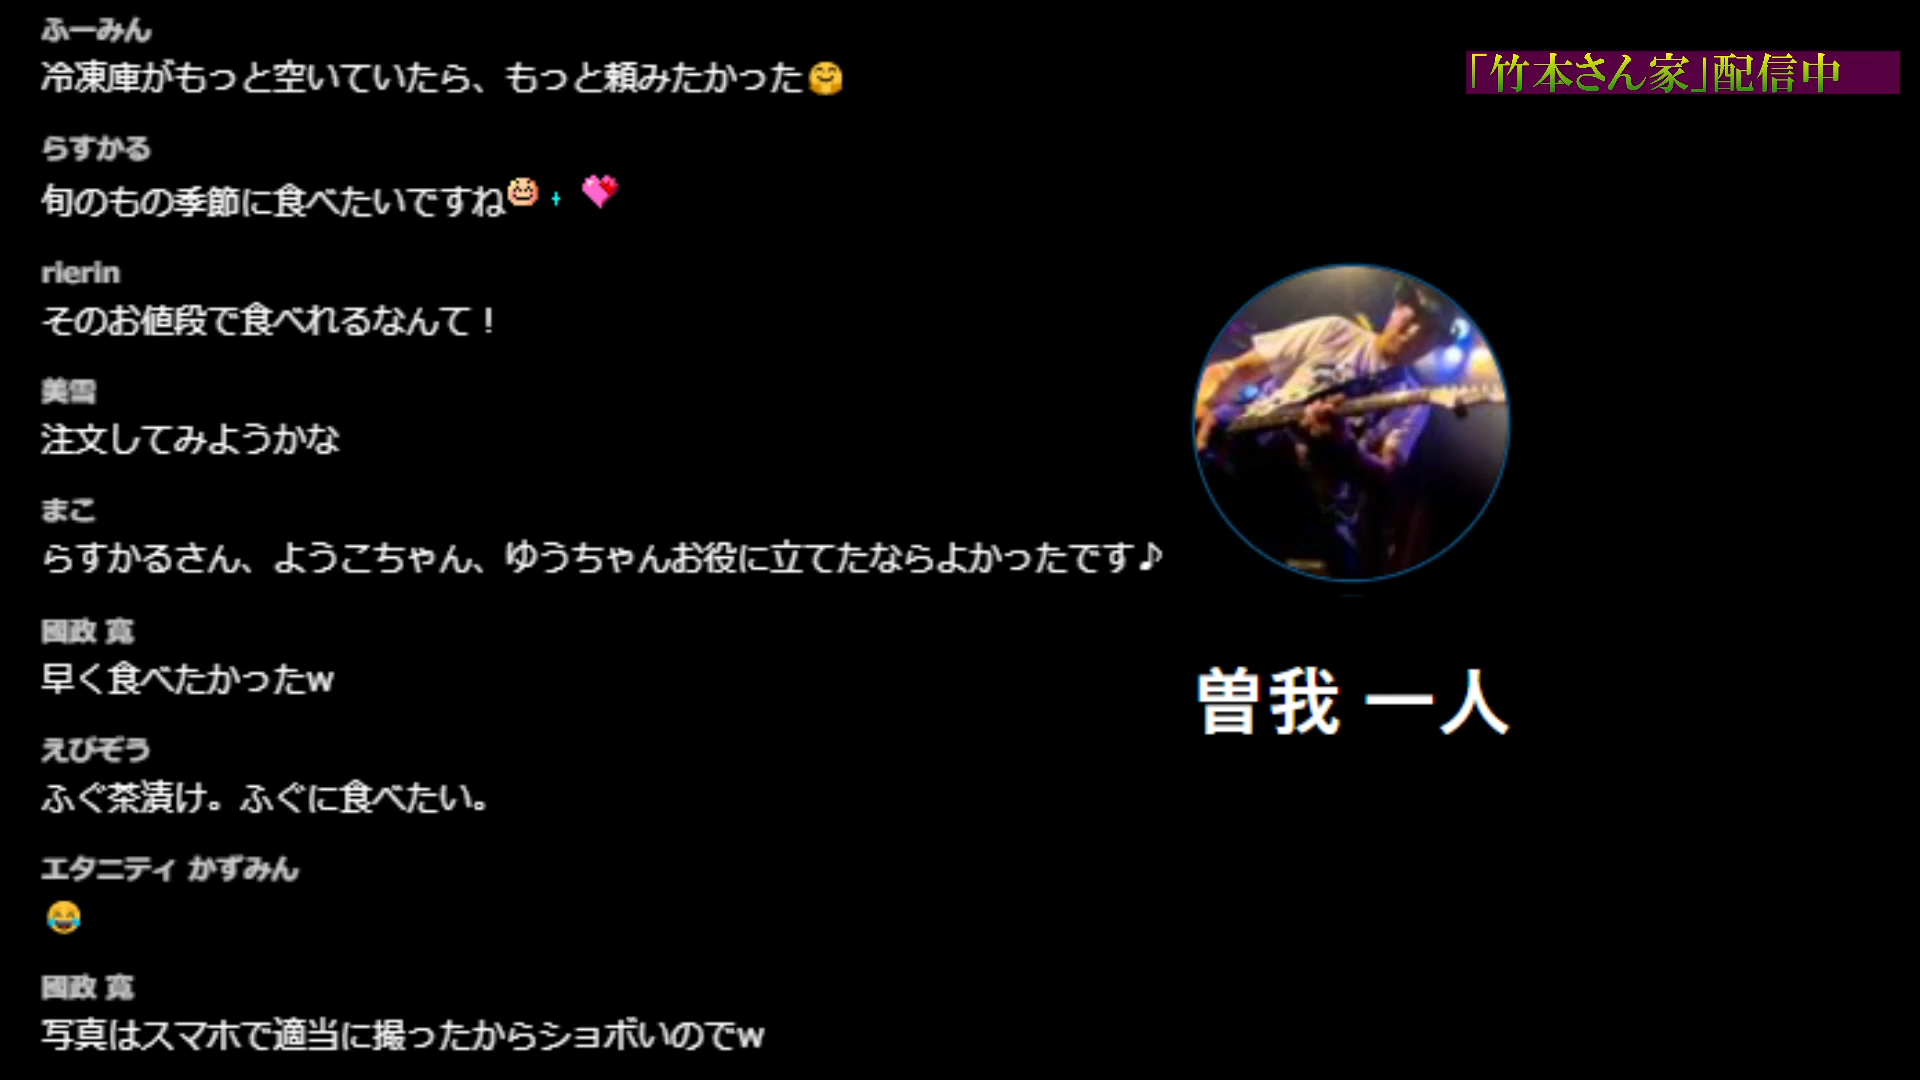 ふーみん
冷凍庫がもっと空いていたら、もっと頼みたかった🤗
らすかる
旬のもの季節に食べたいですね
rierin
そのお値段で食べれるなんて！
美雪
注文してみようかな
まこ
らすかるさん、ようこちゃん、ゆうちゃんお役に立てたならよかったです♪
國政 寛
早く食べたかったw
えびぞう
ふぐ茶漬け。ふぐに食べたい。
エタニティ かずみん
😂
國政 寛
写真はスマホで適当に撮ったからショボいのでw
「竹本さん家」配信中
曽我 一人